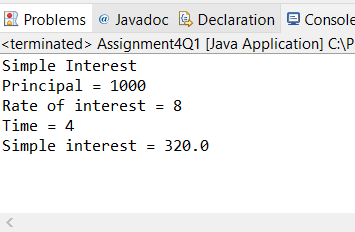 Problems @ Javadoc Declaration Console
<terminated> Assignment4Q1 [Java Application] C:\P
Simple Interest
Principal = 1000
Rate of interest = 8
Time = 4
Simple interest = 320.0